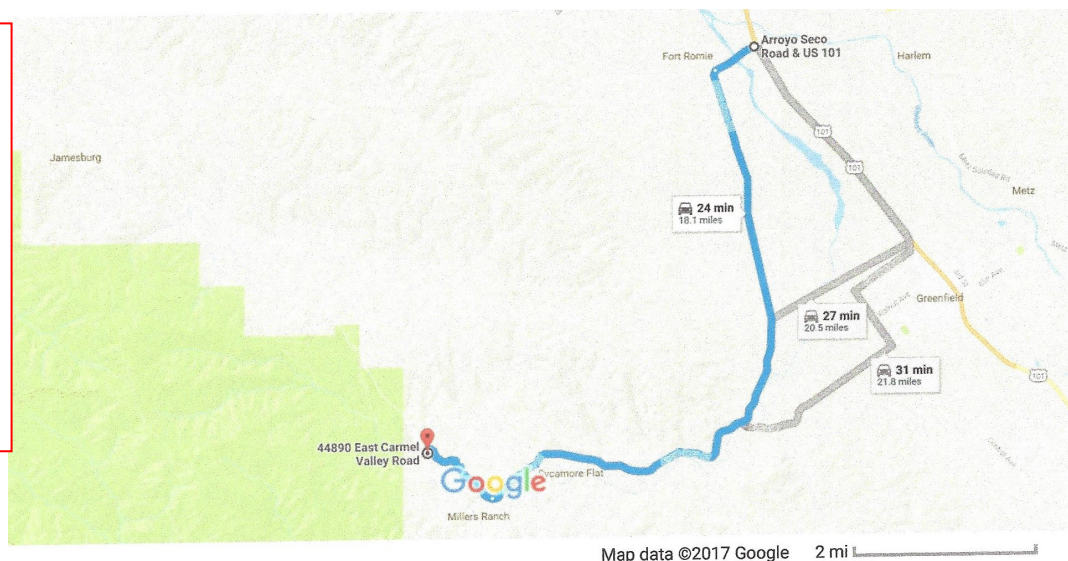 Arroyo Seco
Road & US 101
Fort Romie
Harlem
101
101
Jamesburg
Metz
24 min
18.1 miles
Greenfield
27 min
20.5 miles
31 min
21.8 miles
101
44890 East Carmel
Valley Road
Google
Sycamore Flat
Millers Ranch
Map data ©2017 Google 2 mi